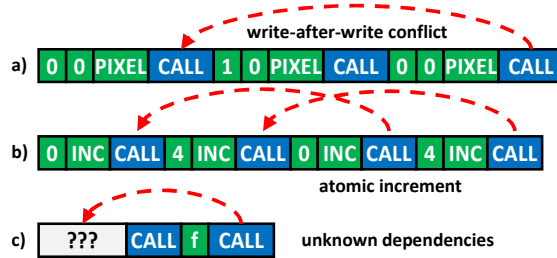 write-after-write conflict
a) 0 0 PIXEL CALL 1 0 PIXEL CALL 0 0 PIXEL CALL
b) 0 INC CALL 4 INC CALL 0 INC CALL 4 INC CALL
atomic increment
c) ??? CALL f CALL unknown dependencies